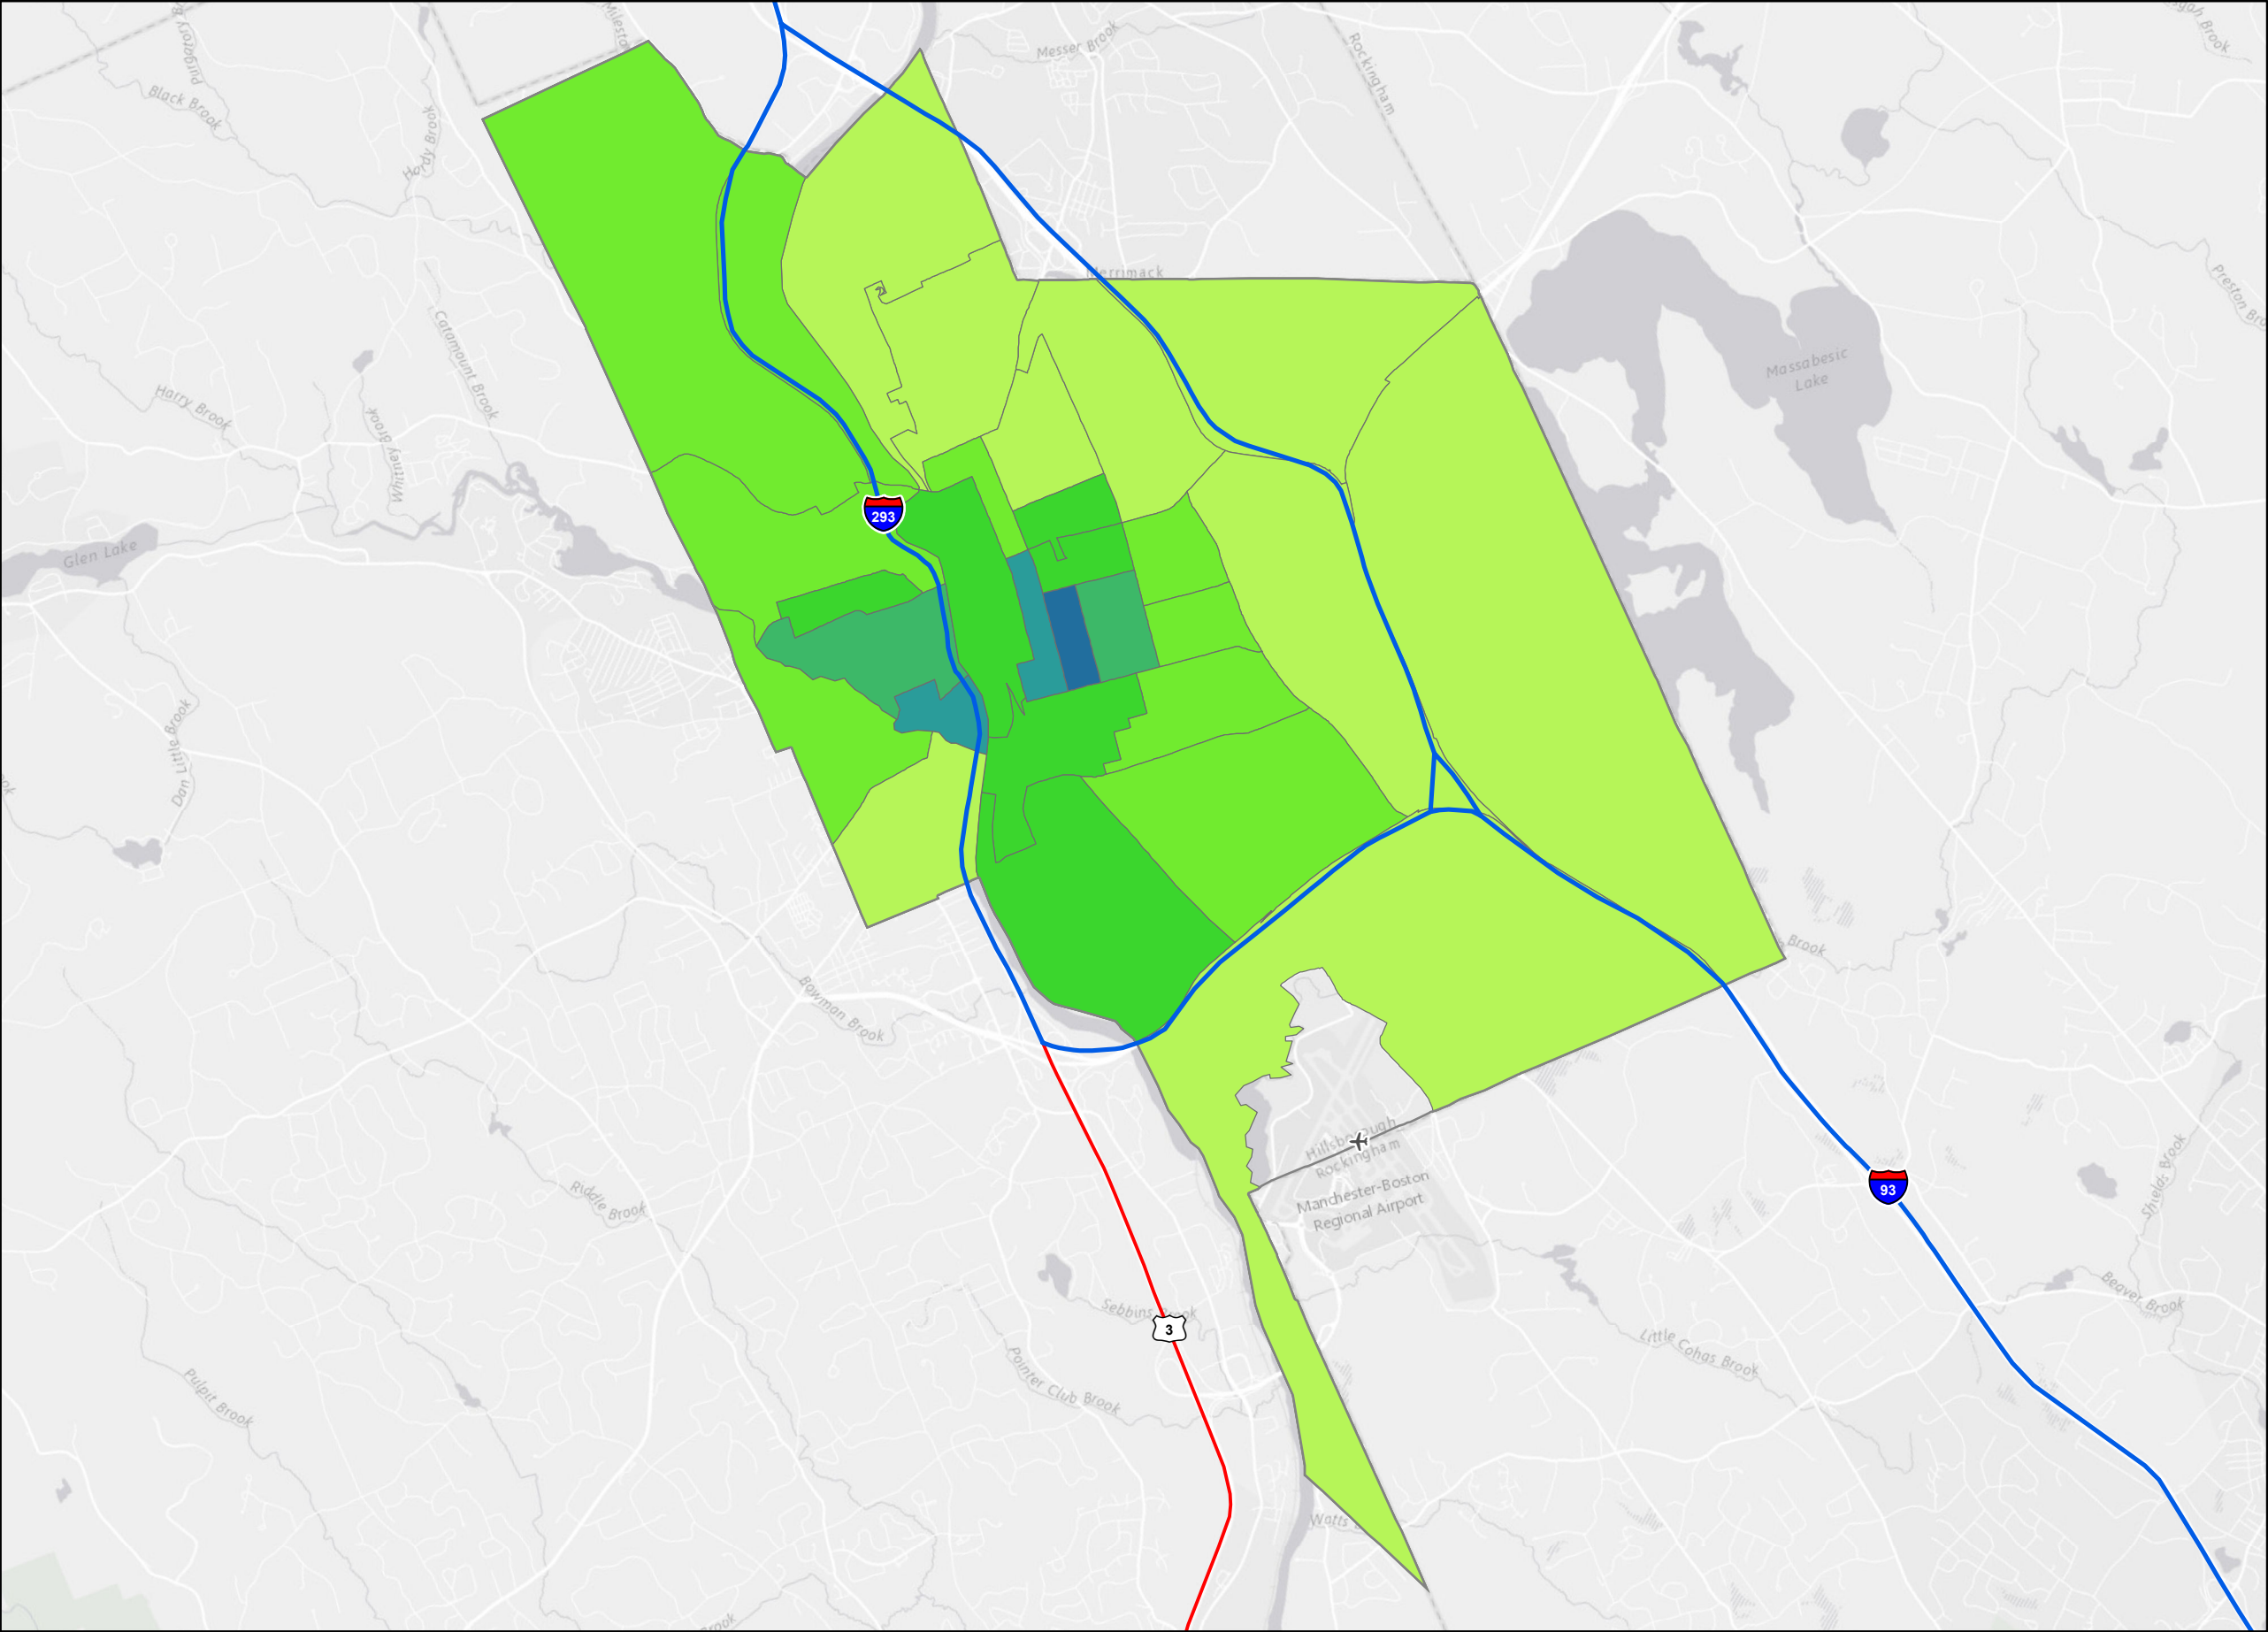 Messer Brook
Rockingham
Black Brook
Hardy Brook
Merrimack
Preston
Massabesic
Lake
Catamount Brook
Harry Brook
Whitney Brook
293
Glen Lake
Dan Little Brook
Brook
Bowman Brook
Hillsborough
Rockingham
Manchester-Boston
Regional Airport
93
Shields Brook
Riddle Brook
Beaver Brook
Sebbins Brook
3
Little Cohas Brook
Pointer Club Brook
Pulpit Brook
Watts
Brook